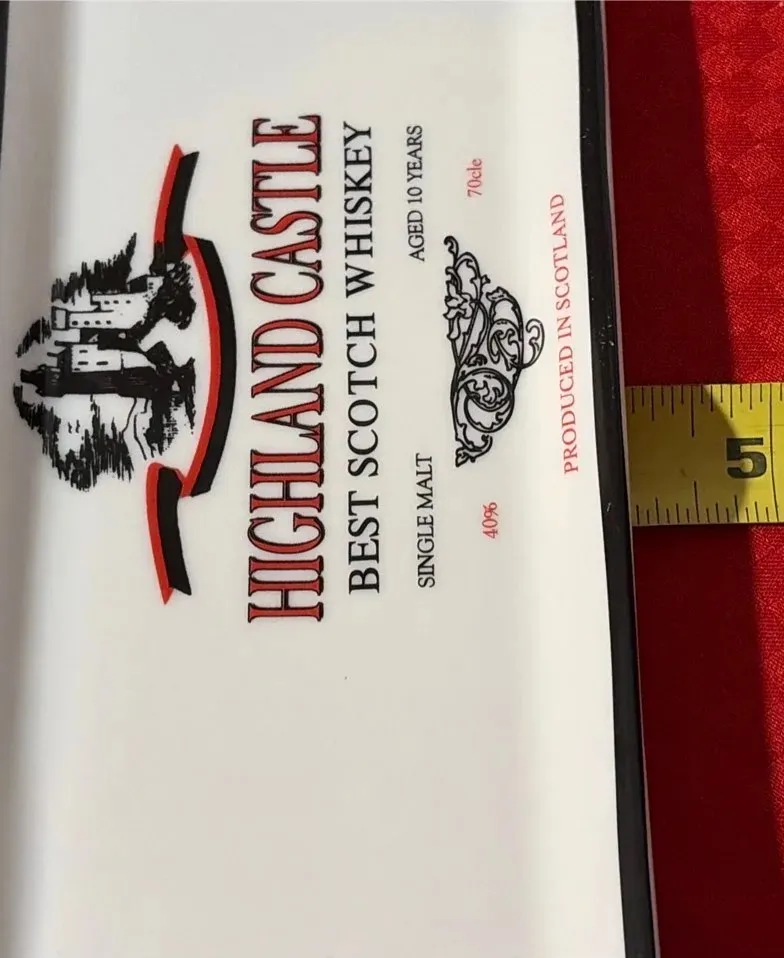 HIGHLAND CASTLE
BEST SCOTCH WHISKEY
SINGLE MALT AGED 10 YEARS
40% 70cle
PRODUCED IN SCOTLAND
5